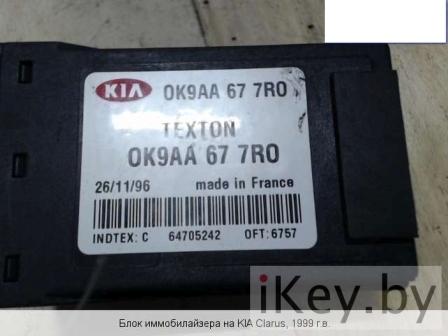 KIA OK9AA 67 7RO
TEXTON
OK9AA 67 7RO
26/11/96 made in France
INDTEX: C 64705242 OFT: 6757
iKey.by
Блок иммобилайзера на KIA Clarus, 1999 г.в.